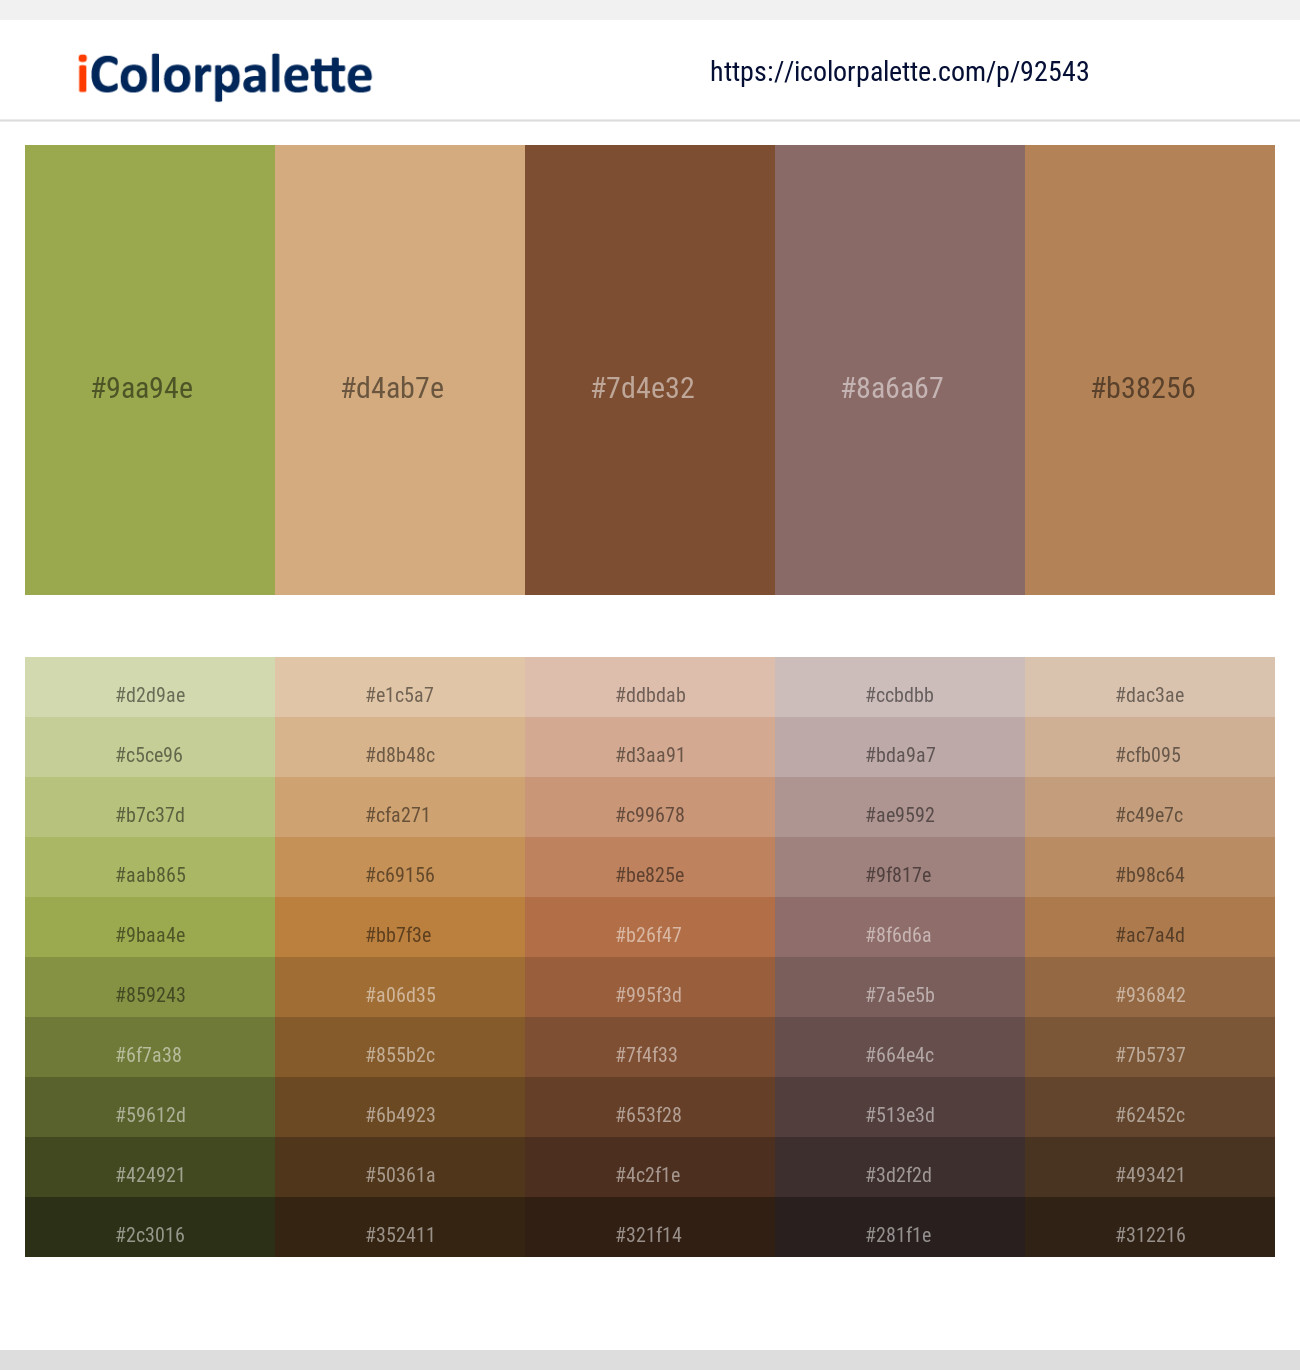 iColorpalette
https://icolorpalette.com/p/92543
#9aa94e #d4ab7e #7d4e32 #8a6a67 #b38256
#d2d9ae #e1c5a7 #ddbdab #ccbdbb #dac3ae
#c5ce96 #d8b48c #d3aa91 #bda9a7 #cfb095
#b7c37d #cfa271 #c99678 #ae9592 #c49e7c
#aab865 #c69156 #be825e #9f817e #b98c64
#9baa4e #bb7f3e #b26f47 #8f6d6a #ac7a4d
#859243 #a06d35 #995f3d #7a5e5b #936842
#6f7a38 #855b2c #7f4f33 #664e4c #7b5737
#59612d #6b4923 #653f28 #513e3d #62452c
#424921 #50361a #4c2f1e #3d2f2d #493421
#2c3016 #352411 #321f14 #281f1e #312216